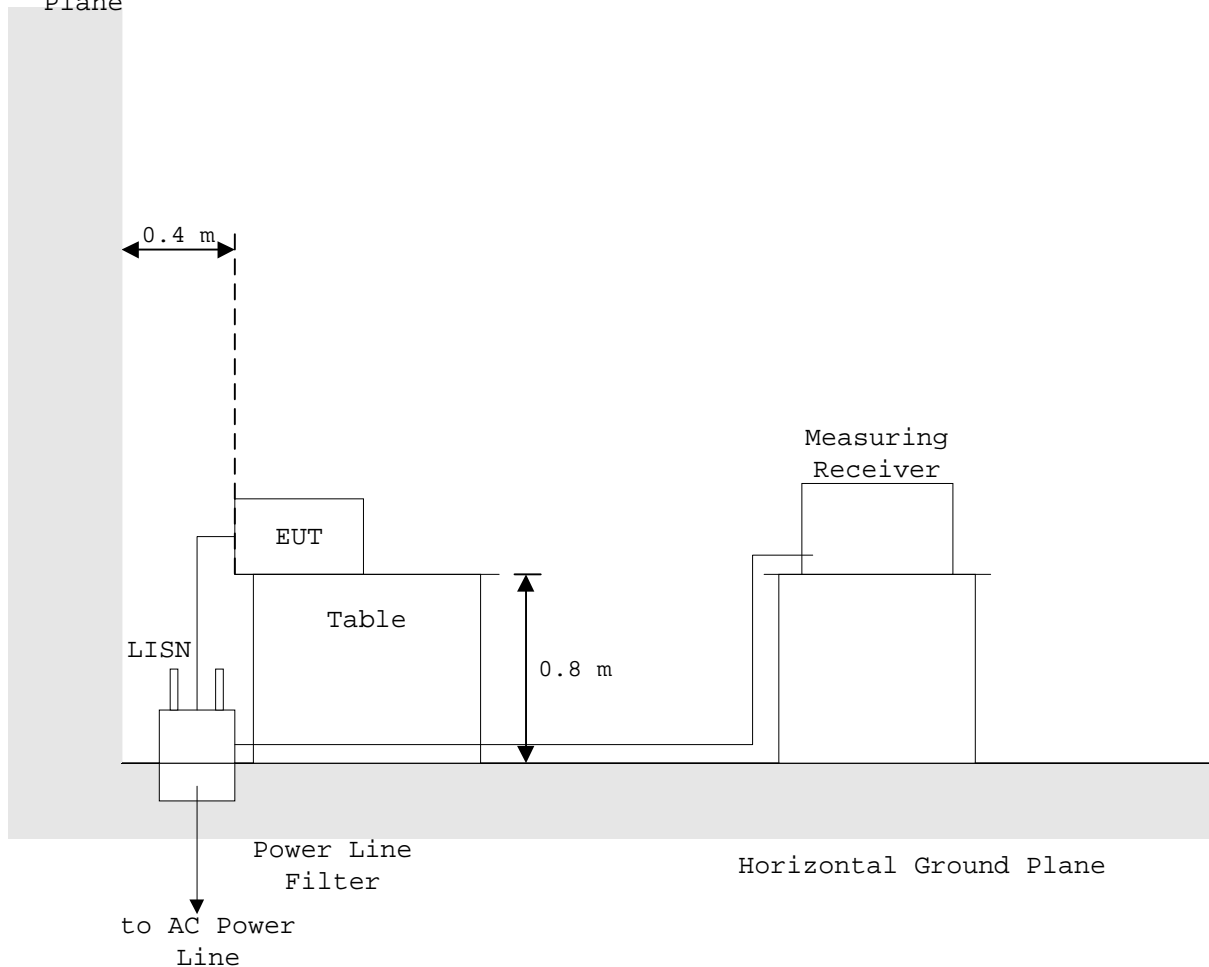 Plane
0.4 m
Measuring
Receiver
EUT
Table
LISN
0.8 m
Power Line
Filter
Horizontal Ground Plane
to AC Power
Line